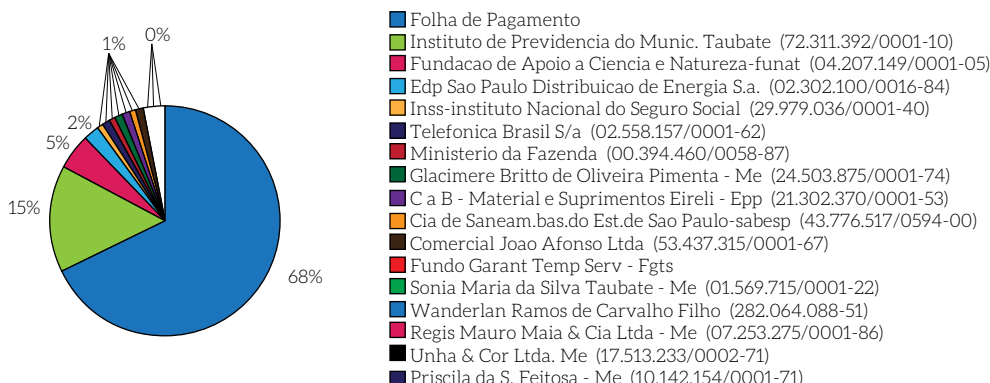 1%
0%
2%
5%
15%
68%
Folha de Pagamento
Instituto de Previdencia do Munic. Taubate (72.311.392/0001-10)
Fundacao de Apoio a Ciencia e Natureza-funat (04.207.149/0001-05)
Edp Sao Paulo Distribuicao de Energia S.a. (02.302.100/0016-84)
Inss-instituto Nacional do Seguro Social (29.979.036/0001-40)
Telefonica Brasil S/a (02.558.157/0001-62)
Ministerio da Fazenda (00.394.460/0058-87)
Glacimere Britto de Oliveira Pimenta - Me (24.503.875/0001-74)
C a B - Material e Suprimentos Eireli - Epp (21.302.370/0001-53)
Cia de Saneam.bas.do Est.de Sao Paulo-sabesp (43.776.517/0594-00)
Comercial Joao Afonso Ltda (53.437.315/0001-67)
Fundo Garant Temp Serv - Fgts
Sonia Maria da Silva Taubate - Me (01.569.715/0001-22)
Wanderlan Ramos de Carvalho Filho (282.064.088-51)
Regis Mauro Maia & Cia Ltda - Me (07.253.275/0001-86)
Unha & Cor Ltda. Me (17.513.233/0002-71)
Priscila da S. Feitosa - Me (10.142.154/0001-71)